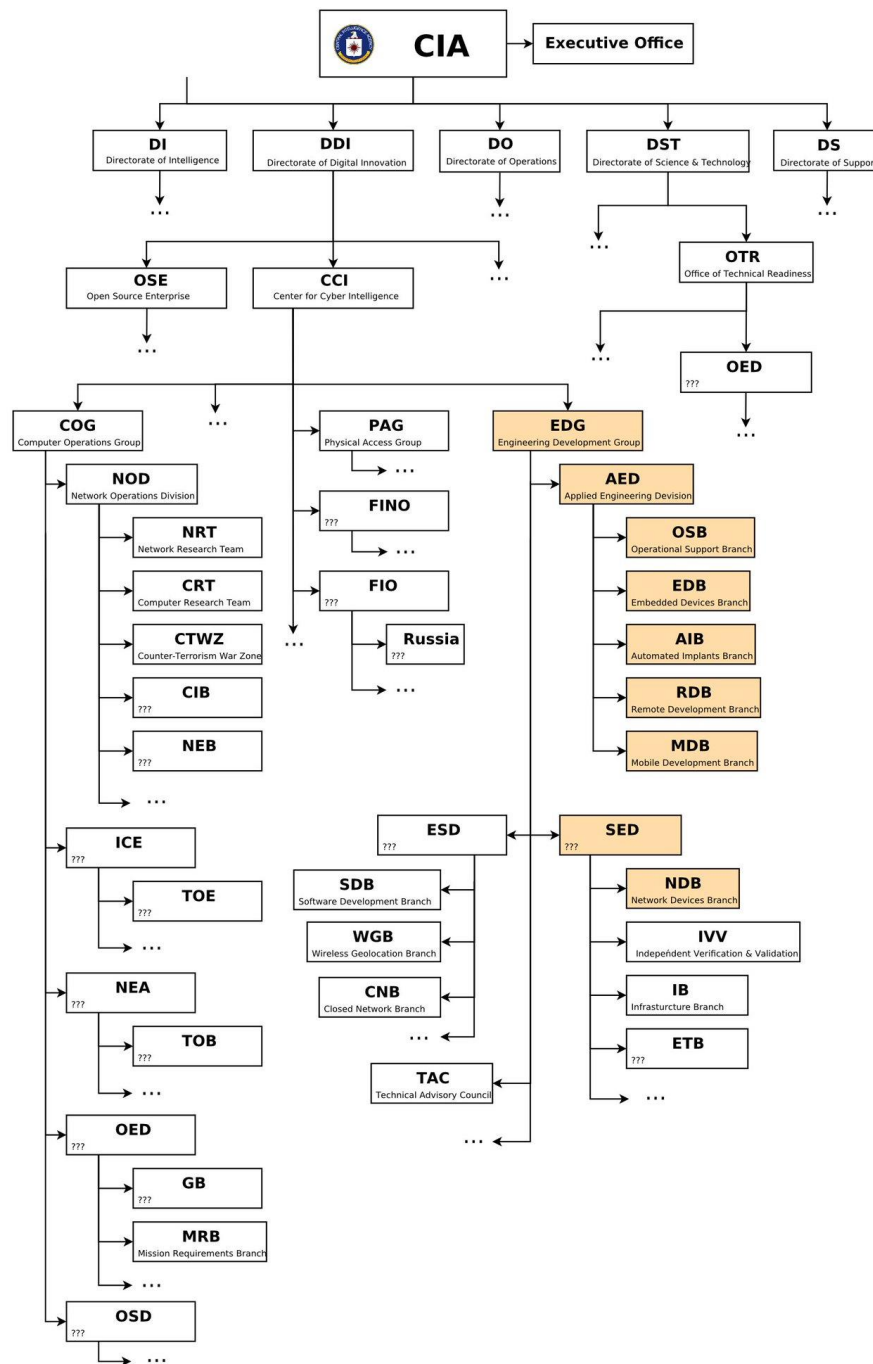 CIA
Executive Office
DI
Directorate of Intelligence
DDI
Directorate of Digital Innovation
DO
Directorate of Operations
DST
Directorate of Science & Technology
DS
Directorate of Support
...
...
...
...
OTR
Office of Technical Readiness
OSE
Open Source Enterprise
CCI
Center for Cyber Intelligence
...
...
...
OED
???
...
COG
Computer Operations Group
...
PAG
Physical Access Group
...
EDG
Engineering Development Group
NOD
Network Operations Division
NRT
Network Research Team
CRT
Computer Research Team
CTWZ
Counter-Terrorism War Zone
CIB
???
NEB
???
...
FINO
???
...
FIO
???
Russia
???
...
...
AED
Applied Engineering Devision
OSB
Operational Support Branch
EDB
Embedded Devices Branch
AIB
Automated Implants Branch
RDB
Remote Development Branch
MDB
Mobile Development Branch
ICE
???
TOE
???
...
ESD
???
SDB
Software Development Branch
WGB
Wireless Geolocation Branch
CNB
Closed Network Branch
...
SED
???
NDB
Network Devices Branch
IVV
Independent Verification & Validation
IB
Infrasturcture Branch
ETB
???
...
NEA
???
TOB
???
...
TAC
Technical Advisory Council
...
OED
???
GB
???
MRB
Mission Requirements Branch
...
OSD
???
...